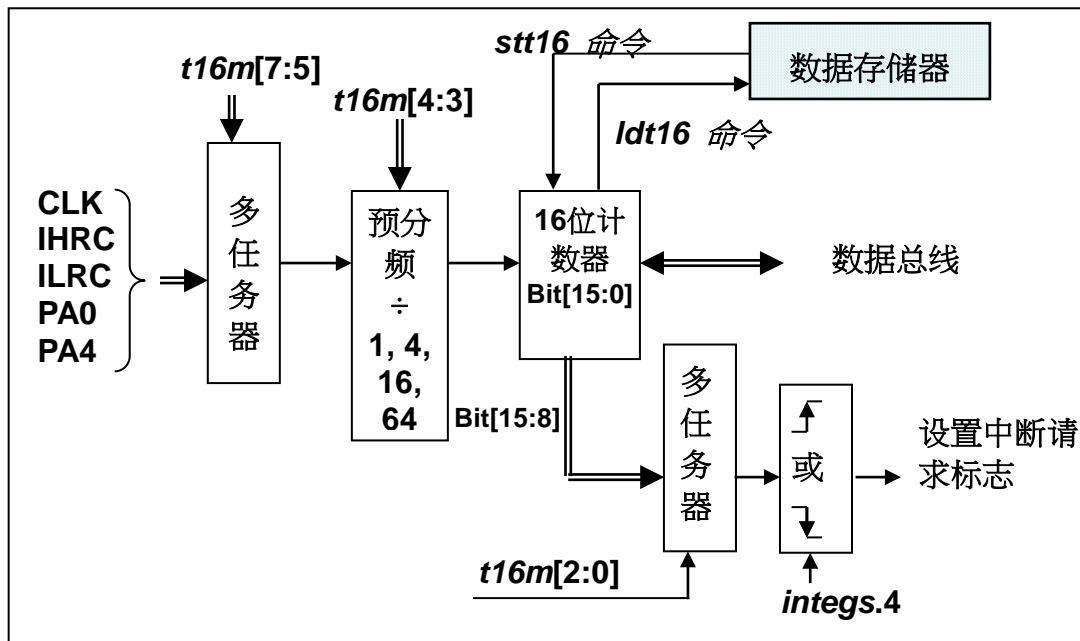 stt16 命令
数据存储器
t16m[7:5]
t16m[4:3]
ldt16 命令
CLK
IHRC
ILRC
PA0
PA4
多
任
务
器
预分
频
÷
1, 4,
16,
64
16位计
数器
Bit[15:0]
数据总线
Bit[15:8]
多
任
务
器
或
设置中断请
求标志
t16m[2:0]
integs.4